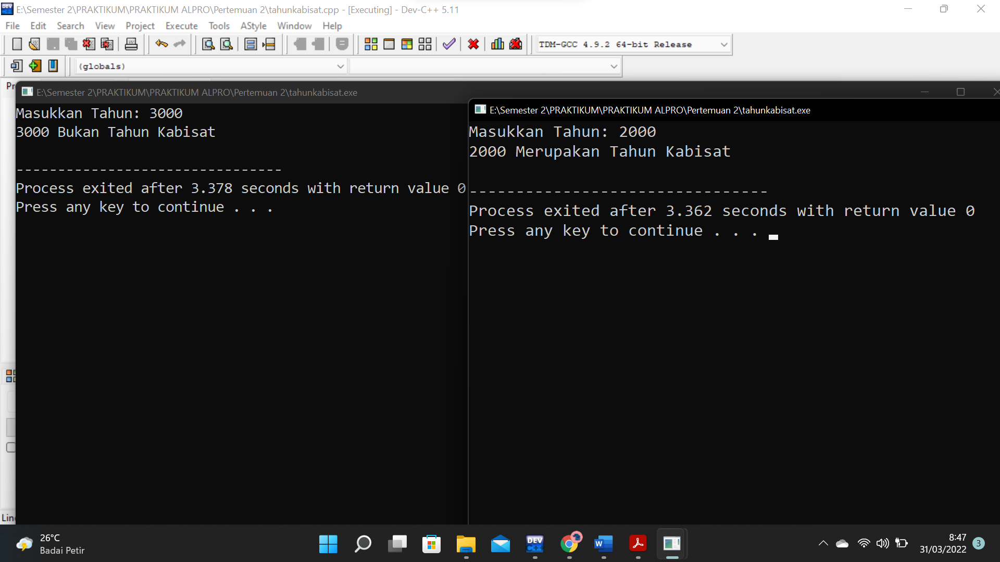 E:\Semester 2\PRAKTIKUM\PRAKTIKUM ALPRO\Pertemuan 2\tahunkabisat.cpp - [Executing] - Dev-C++ 5.11
File Edit Search View Project Execute Tools AStyle Window Help
TDM-GCC 4.9.2 64-bit Release
(globals)
Pr
E:\Semester 2\PRAKTIKUM\PRAKTIKUM ALPRO\Pertemuan 2\tahunkabisat.exe
Masukkan Tahun: 3000
3000 Bukan Tahun Kabisat
--------------------------------
Process exited after 3.378 seconds with return value 0
Press any key to continue . . .
E:\Semester 2\PRAKTIKUM\PRAKTIKUM ALPRO\Pertemuan 2\tahunkabisat.exe
Masukkan Tahun: 2000
2000 Merupakan Tahun Kabisat
--------------------------------
Process exited after 3.362 seconds with return value 0
Press any key to continue . . .
Lin
26°C
Badai Petir
DEV
C++
W
8:47
31/03/2022
3